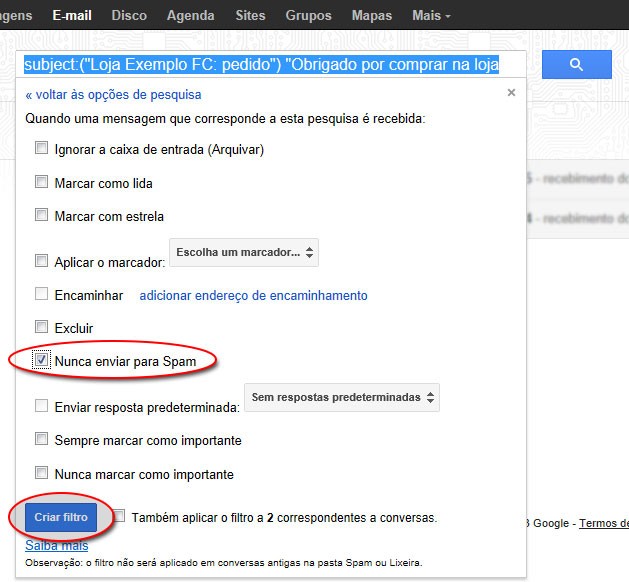 E-mail Disco Agenda Sites Grupos Mapas Mais
subject:("Loja Exemplo FC: pedido") "Obrigado por comprar na loja
« voltar às opções de pesquisa
Quando uma mensagem que corresponde a esta pesquisa é recebida:
Ignorar a caixa de entrada (Arquivar)
Marcar como lida
Marcar com estrela
Aplicar o marcador: Escolha um marcador...
Encaminhar adicionar endereço de encaminhamento
Excluir
Nunca enviar para Spam
Enviar resposta predeterminada: Sem respostas predeterminadas
Sempre marcar como importante
Nunca marcar como importante
Criar filtro Também aplicar o filtro a 2 correspondentes a conversas.
Saiba mais
Observação: o filtro não será aplicado em conversas antigas na pasta Spam ou Lixeira.
5 - recebimento do
4 - recebimento do
3 Google - Termos de